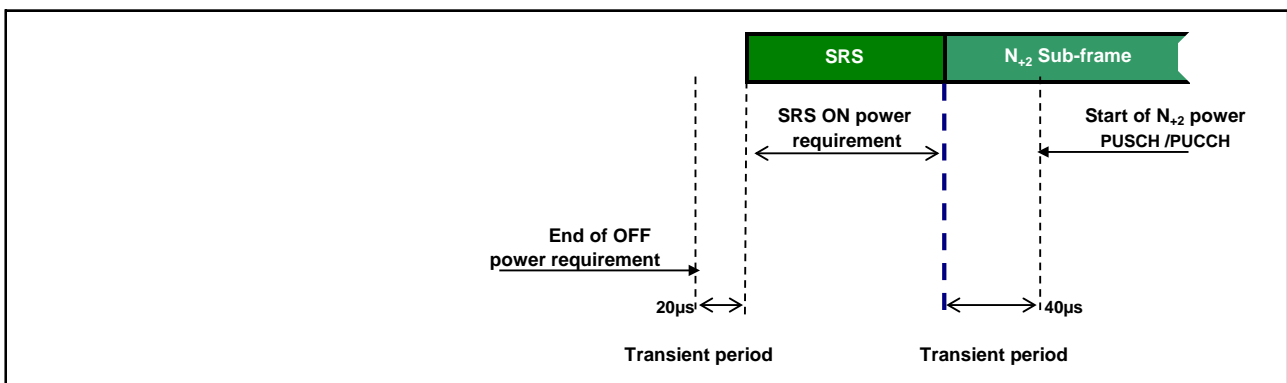 SRS
N+2 Sub-frame
SRS ON power
requirement
Start of N+2 power
PUSCH /PUCCH
End of OFF
power requirement
20µs
40µs
Transient period
Transient period